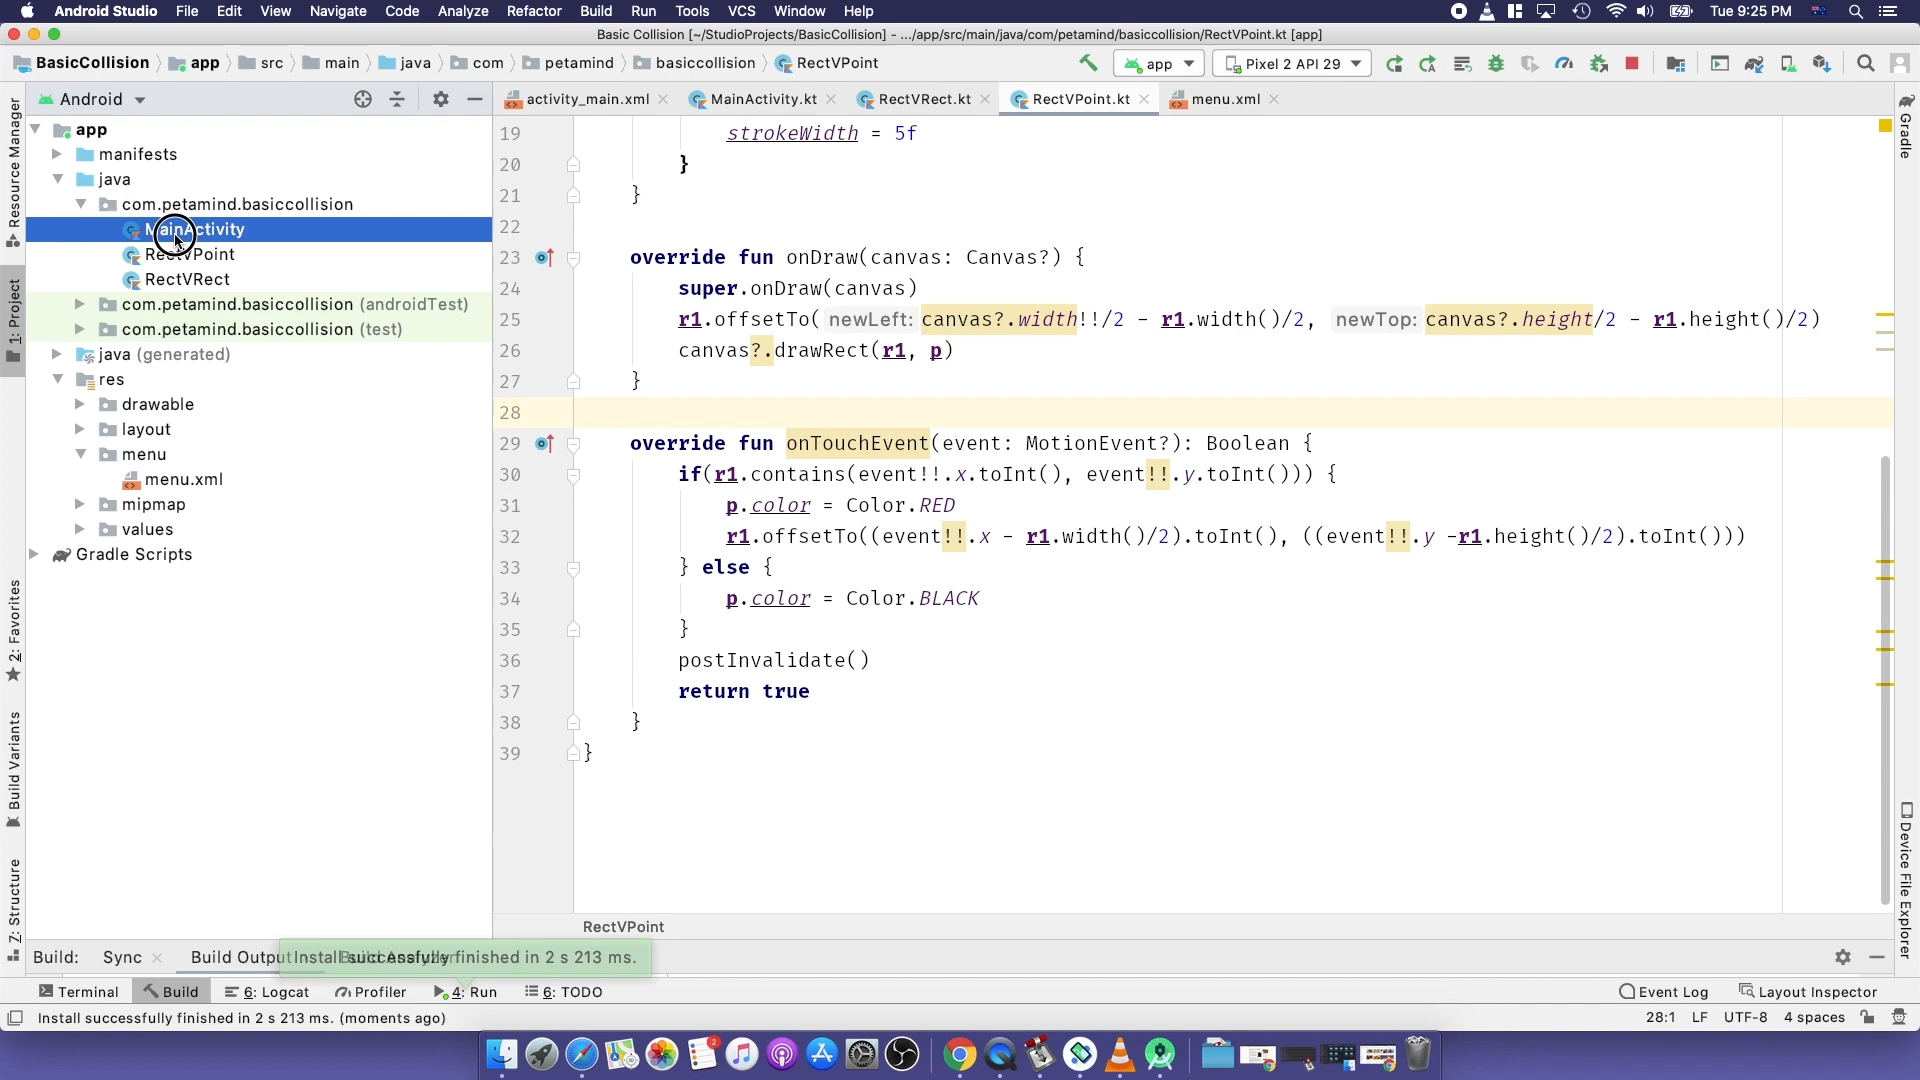 Android Studio File Edit View Navigate Code Analyze Refactor Build Run Tools VCS Window Help Tue 9:25 PM
Basic Collision [~/StudioProjects/BasicCollision] - .../app/src/main/java/com/petamind/basiccollision/RectVPoint.kt [app]
BasicCollision app src main java com petamind basiccollision RectVPoint app Pixel 2 API 29
Android activity_main.xml MainActivity.kt RectVRect.kt RectVPoint.kt menu.xml
Resource Manager
1: Project
2: Favorites
Build Variants
Z: Structure
app
manifests
java
com.petamind.basiccollision
MainActivity
RectVPoint
RectVRect
com.petamind.basiccollision (androidTest)
com.petamind.basiccollision (test)
java (generated)
res
drawable
layout
menu
menu.xml
mipmap
values
Gradle Scripts
19 strokeWidth = 5f
20 }
21 }
22
23 override fun onDraw(canvas: Canvas?) {
24 super.onDraw(canvas)
25 r1.offsetTo( newLeft: canvas?.width!!/2 - r1.width()/2, newTop: canvas?.height/2 - r1.height()/2)
26 canvas?.drawRect(r1, p)
27 }
28
29 override fun onTouchEvent(event: MotionEvent?): Boolean {
30 if(r1.contains(event!!.x.toInt(), event!!.y.toInt())) {
31 p.color = Color.RED
32 r1.offsetTo((event!!.x - r1.width()/2).toInt(), ((event!!.y -r1.height()/2).toInt()))
33 } else {
34 p.color = Color.BLACK
35 }
36 postInvalidate()
37 return true
38 }
39 }
RectVPoint
Gradle
Device File Explorer
Build: Sync Build Output Install successfully finished in 2 s 213 ms.
Terminal Build 6: Logcat Profiler 4: Run 6: TODO Event Log Layout Inspector
Install successfully finished in 2 s 213 ms. (moments ago) 28:1 LF UTF-8 4 spaces
2